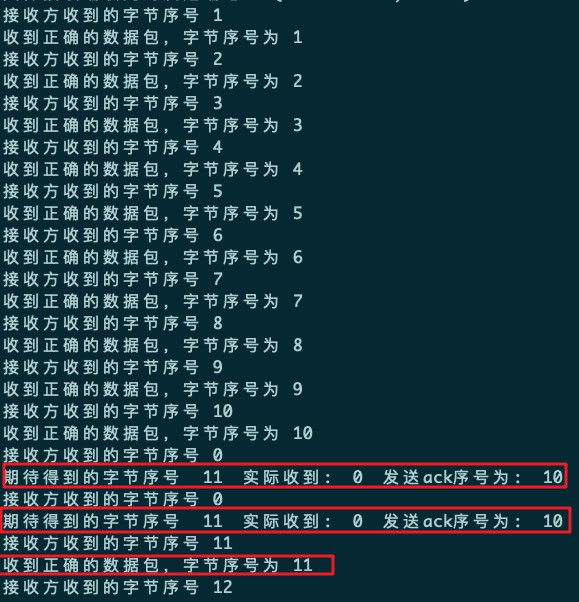 接收方收到的字节序号 1
收到正确的数据包，字节序号为 1
接收方收到的字节序号 2
收到正确的数据包，字节序号为 2
接收方收到的字节序号 3
收到正确的数据包，字节序号为 3
接收方收到的字节序号 4
收到正确的数据包，字节序号为 4
接收方收到的字节序号 5
收到正确的数据包，字节序号为 5
接收方收到的字节序号 6
收到正确的数据包，字节序号为 6
接收方收到的字节序号 7
收到正确的数据包，字节序号为 7
接收方收到的字节序号 8
收到正确的数据包，字节序号为 8
接收方收到的字节序号 9
收到正确的数据包，字节序号为 9
接收方收到的字节序号 10
收到正确的数据包，字节序号为 10
接收方收到的字节序号 0
期待得到的字节序号 11 实际收到： 0 发送ack序号为： 10
接收方收到的字节序号 0
期待得到的字节序号 11 实际收到： 0 发送ack序号为： 10
接收方收到的字节序号 11
收到正确的数据包，字节序号为 11
接收方收到的字节序号 12